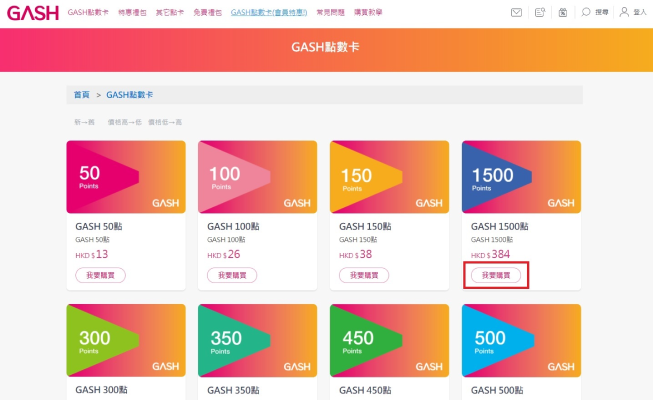 GASH GASH點數卡 特惠禮包 其它點卡 免費禮包 GASH點數卡(會員特惠!) 常見問題 購買教學 搜尋 登入
GASH點數卡
首頁 > GASH點數卡
新→舊 價格高→低 價格低→高
50 Points GASH
100 Points GASH
150 Points GASH
1500 Points GASH
GASH 50點
GASH 100點
GASH 150點
GASH 1500點
GASH 50點
GASH 100點
GASH 150點
GASH 1500點
HKD $ 13
HKD $ 26
HKD $ 38
HKD $ 384
我要購買
我要購買
我要購買
我要購買
300 Points GASH
350 Points GASH
450 Points GASH
500 Points GASH
GASH 300點
GASH 350點
GASH 450點
GASH 500點